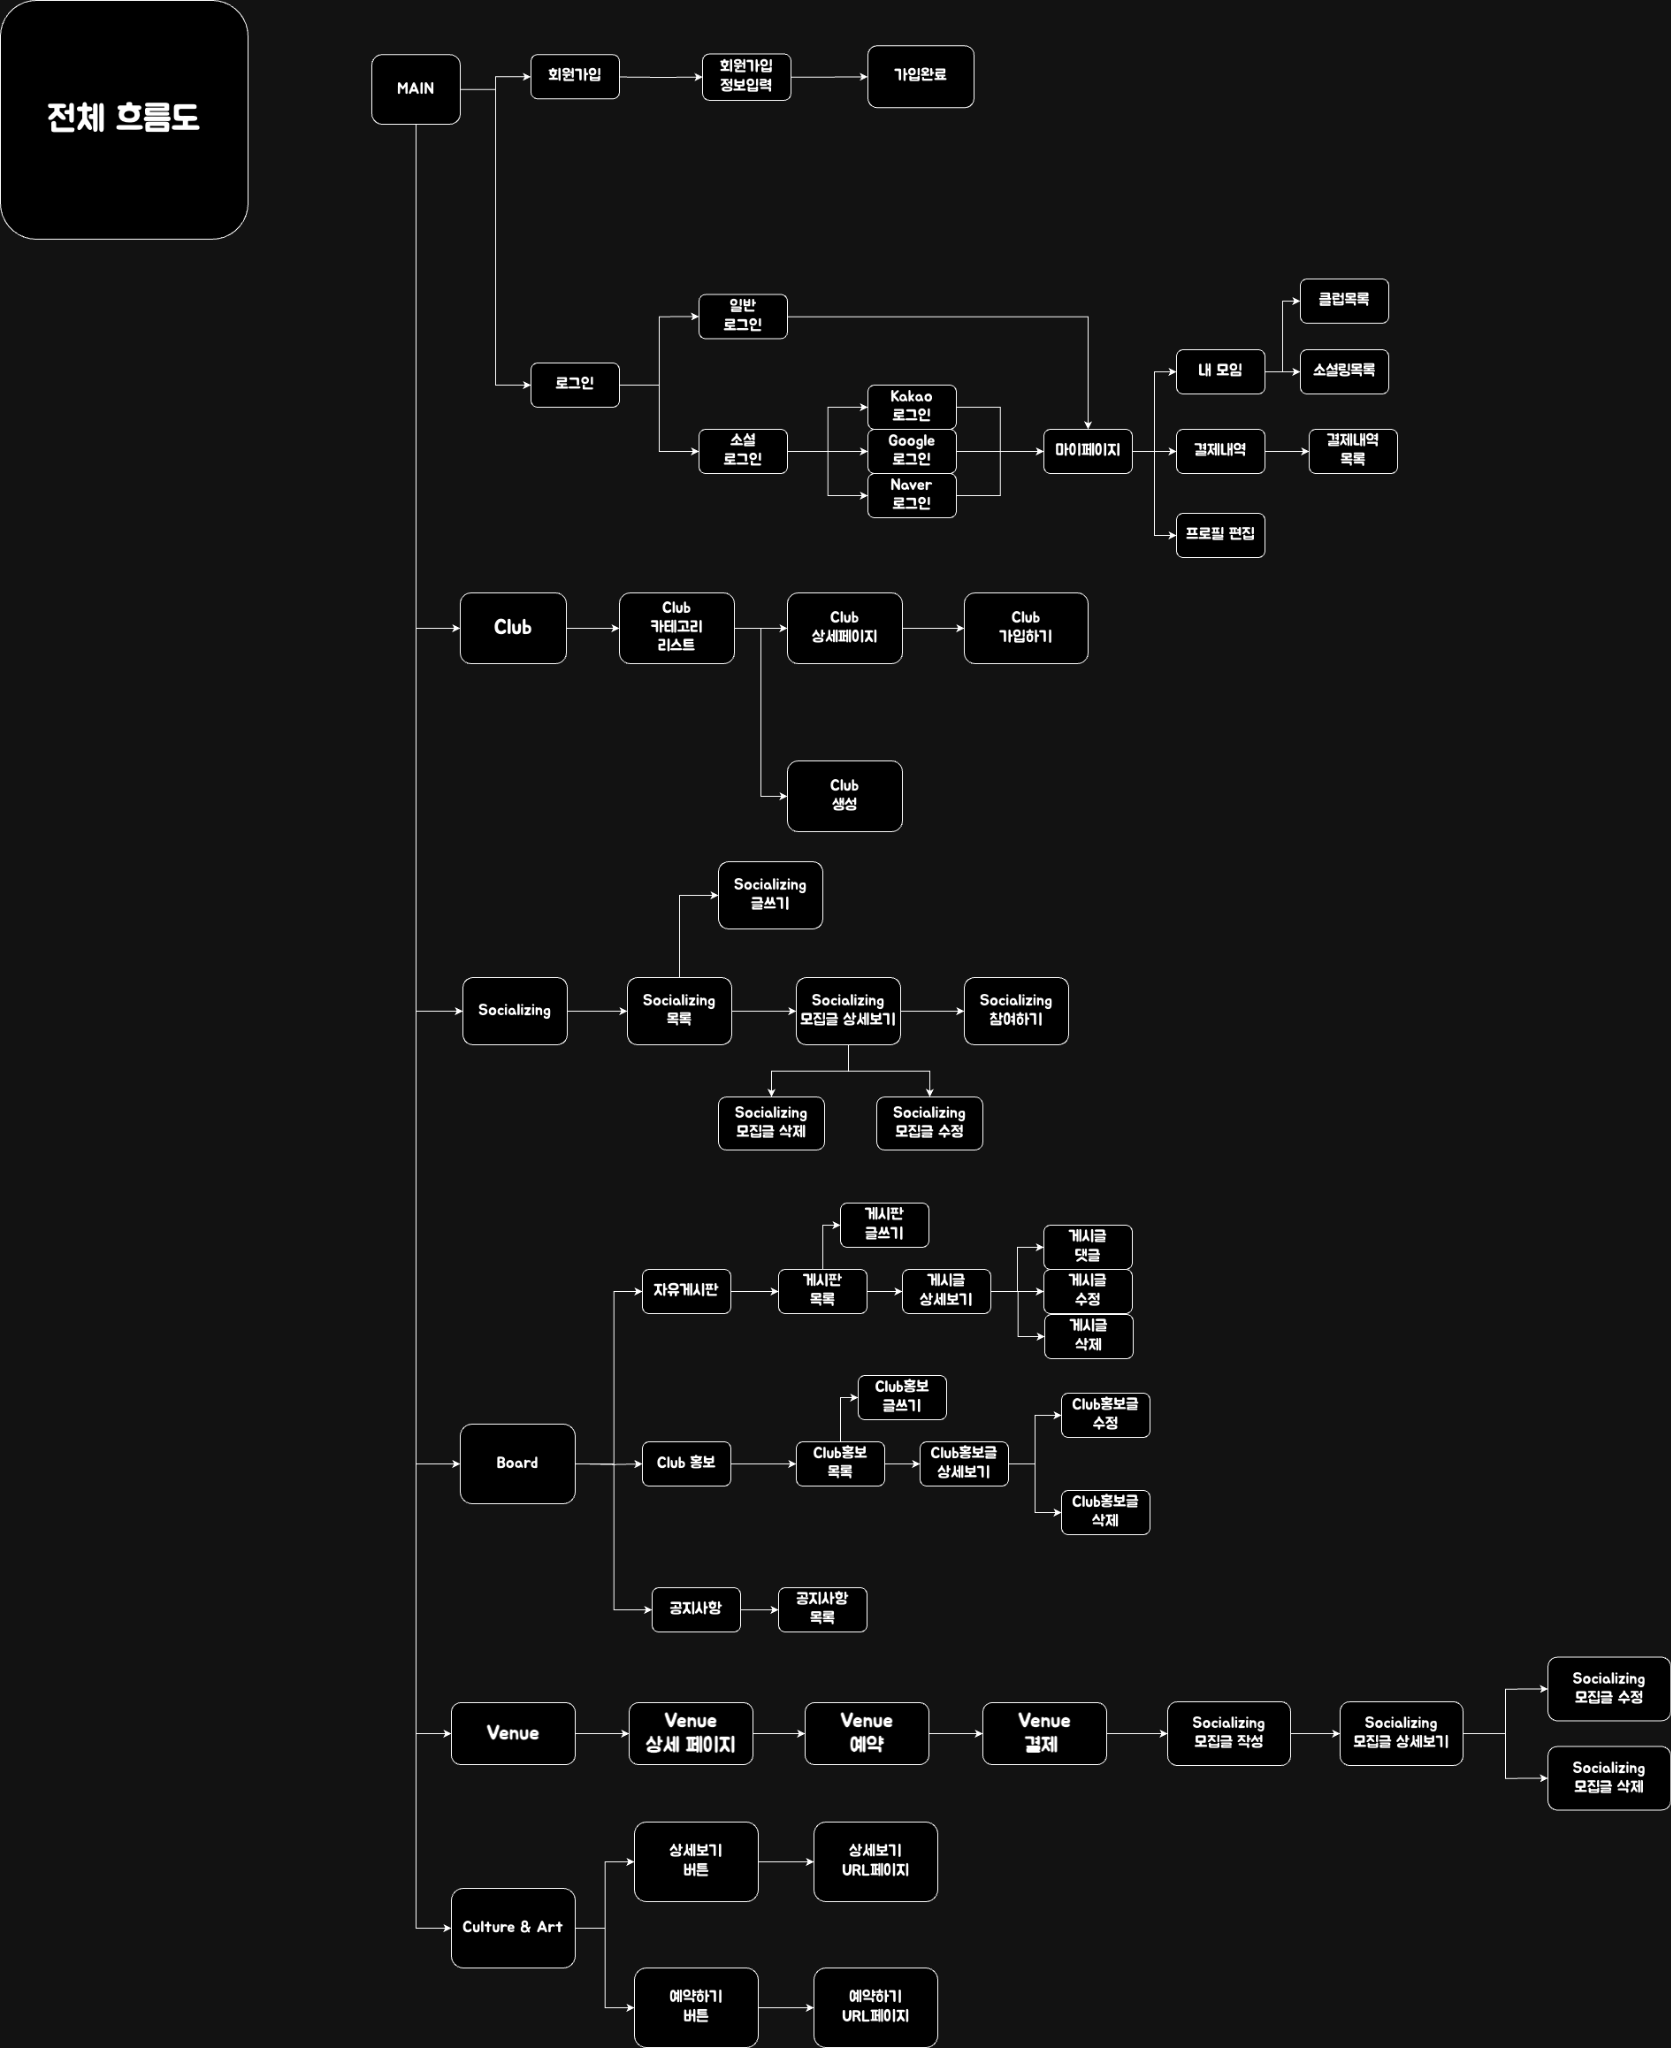 전체 흐름도
MAIN
회원가입
회원가입
정보입력
가입완료
로그인
일반
로그인
소셜
로그인
Kakao
로그인
Google
로그인
Naver
로그인
마이페이지
내 모임
클럽목록
소셜링목록
결제내역
결제내역
목록
프로필 편집
Club
Club
카테고리
리스트
Club
상세페이지
Club
가입하기
Club
생성
Socializing
글쓰기
Socializing
Socializing
목록
Socializing
모집글 상세보기
Socializing
참여하기
Socializing
모집글 삭제
Socializing
모집글 수정
Board
자유게시판
게시판
목록
게시판
글쓰기
게시글
상세보기
게시글
댓글
게시글
수정
게시글
삭제
Club 홍보
Club홍보
목록
Club홍보
글쓰기
Club홍보글
상세보기
Club홍보글
수정
Club홍보글
삭제
공지사항
공지사항
목록
Venue
Venue
상세 페이지
Venue
예약
Venue
결제
Socializing
모집글 작성
Socializing
모집글 상세보기
Socializing
모집글 수정
Socializing
모집글 삭제
Culture & Art
상세보기
버튼
상세보기
URL페이지
예약하기
버튼
예약하기
URL페이지